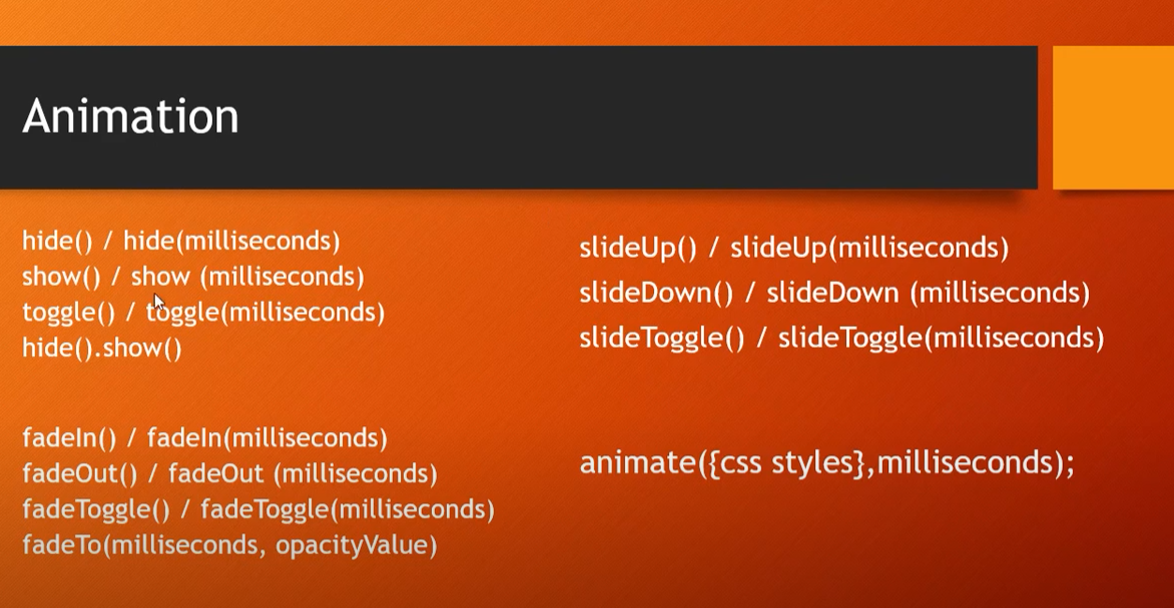 Animation
hide() / hide(milliseconds)
show() / show (milliseconds)
toggle() / toggle(milliseconds)
hide().show()
fadeIn() / fadeIn(milliseconds)
fadeOut() / fadeOut (milliseconds)
fadeToggle() / fadeToggle(milliseconds)
fadeTo(milliseconds, opacityValue)
slideUp() / slideUp(milliseconds)
slideDown() / slideDown (milliseconds)
slideToggle() / slideToggle(milliseconds)
animate({css styles},milliseconds);